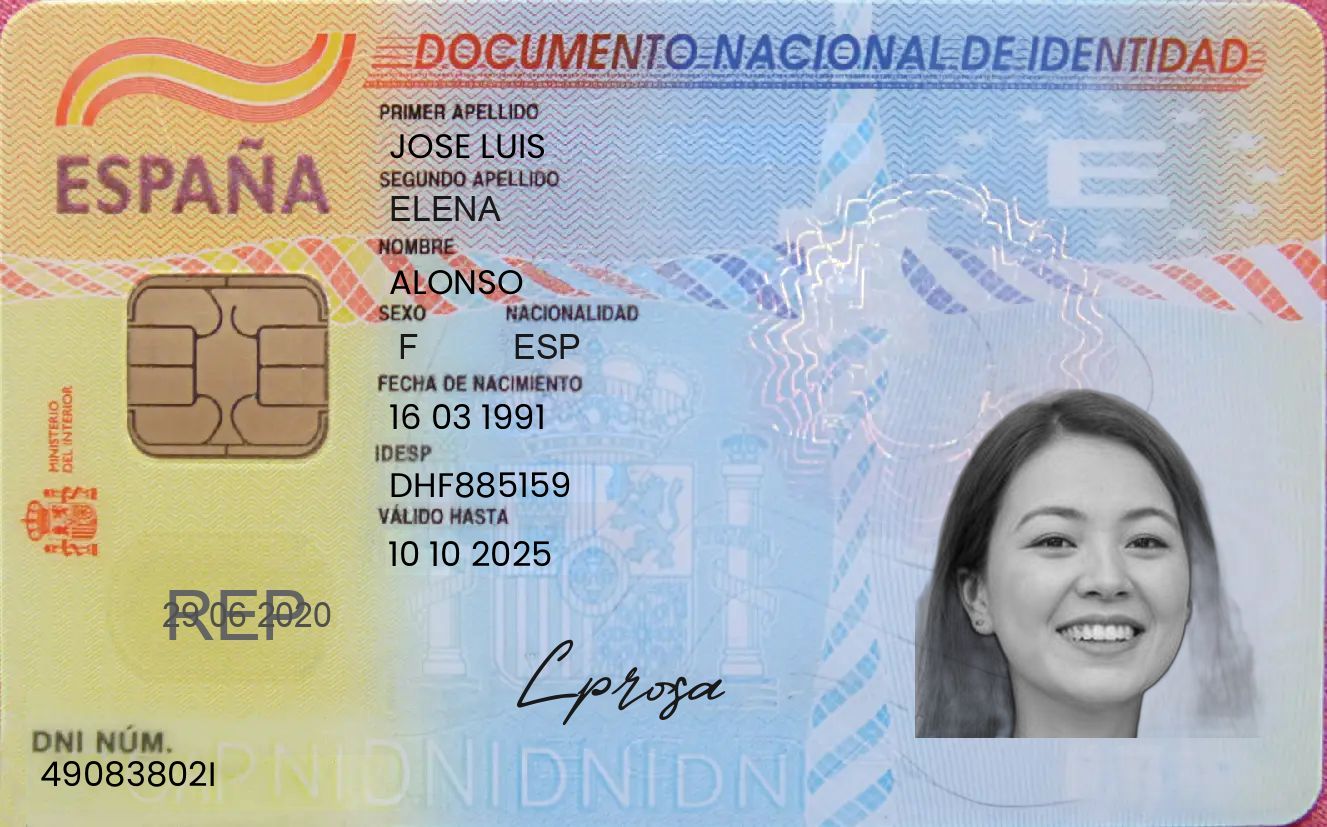 DOCUMENTO NACIONAL DE IDENTIDAD
ESPAÑA
PRIMER APELLIDO
JOSE LUIS
SEGUNDO APELLIDO
ELENA
NOMBRE
ALONSO
SEXO NACIONALIDAD
F ESP
FECHA DE NACIMIENTO
16 03 1991
IDESP
DHF885159
VÁLIDO HASTA
10 10 2025
MINISTERIO
DEL INTERIOR
E
REP
29 06 2020
Lprosa
DNI NÚM.
49083802I
DNIDNIDNIDNI